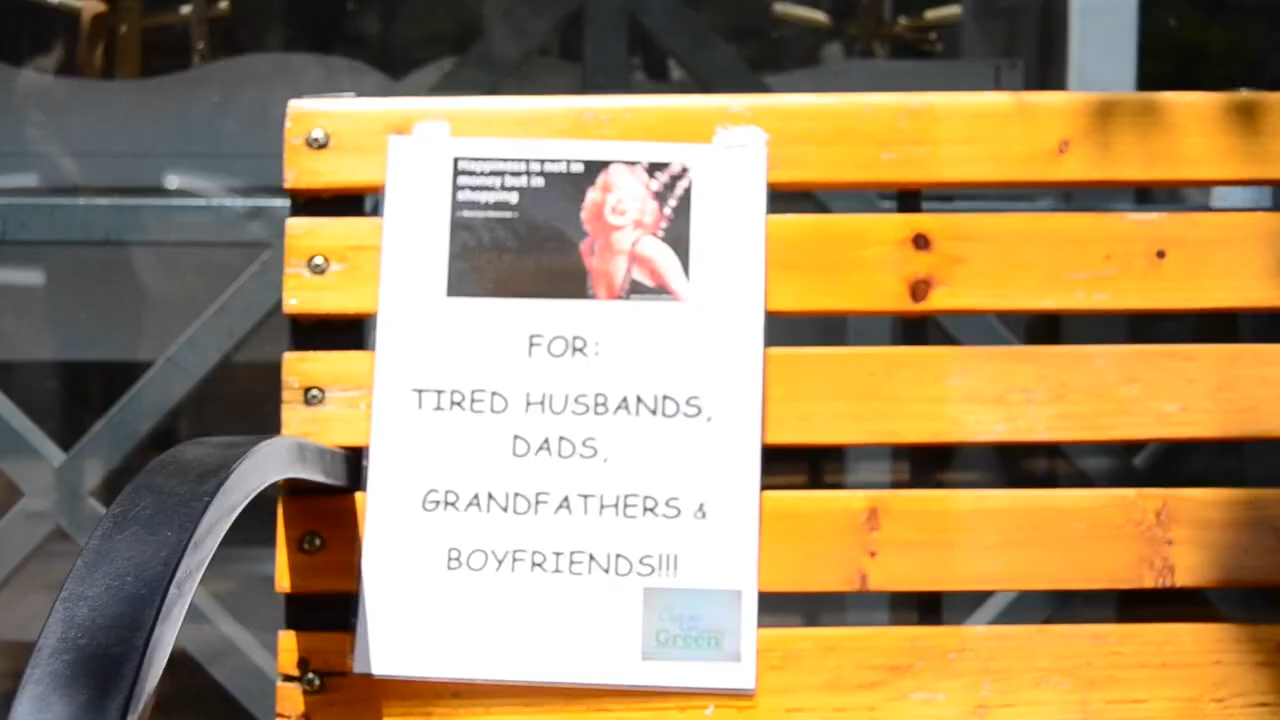 Happiness is not in
money but in
shopping
FOR:
TIRED HUSBANDS,
DADS,
GRANDFATHERS &
BOYFRIENDS!!!
Green